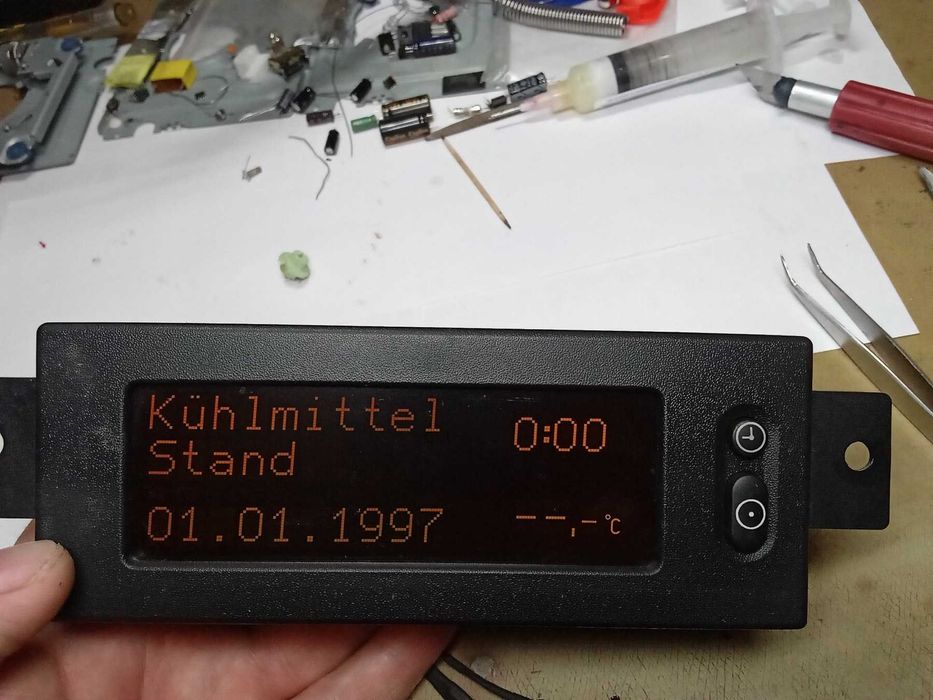 Kühlmittel
Stand
0:00
01.01.1997
--,-°C